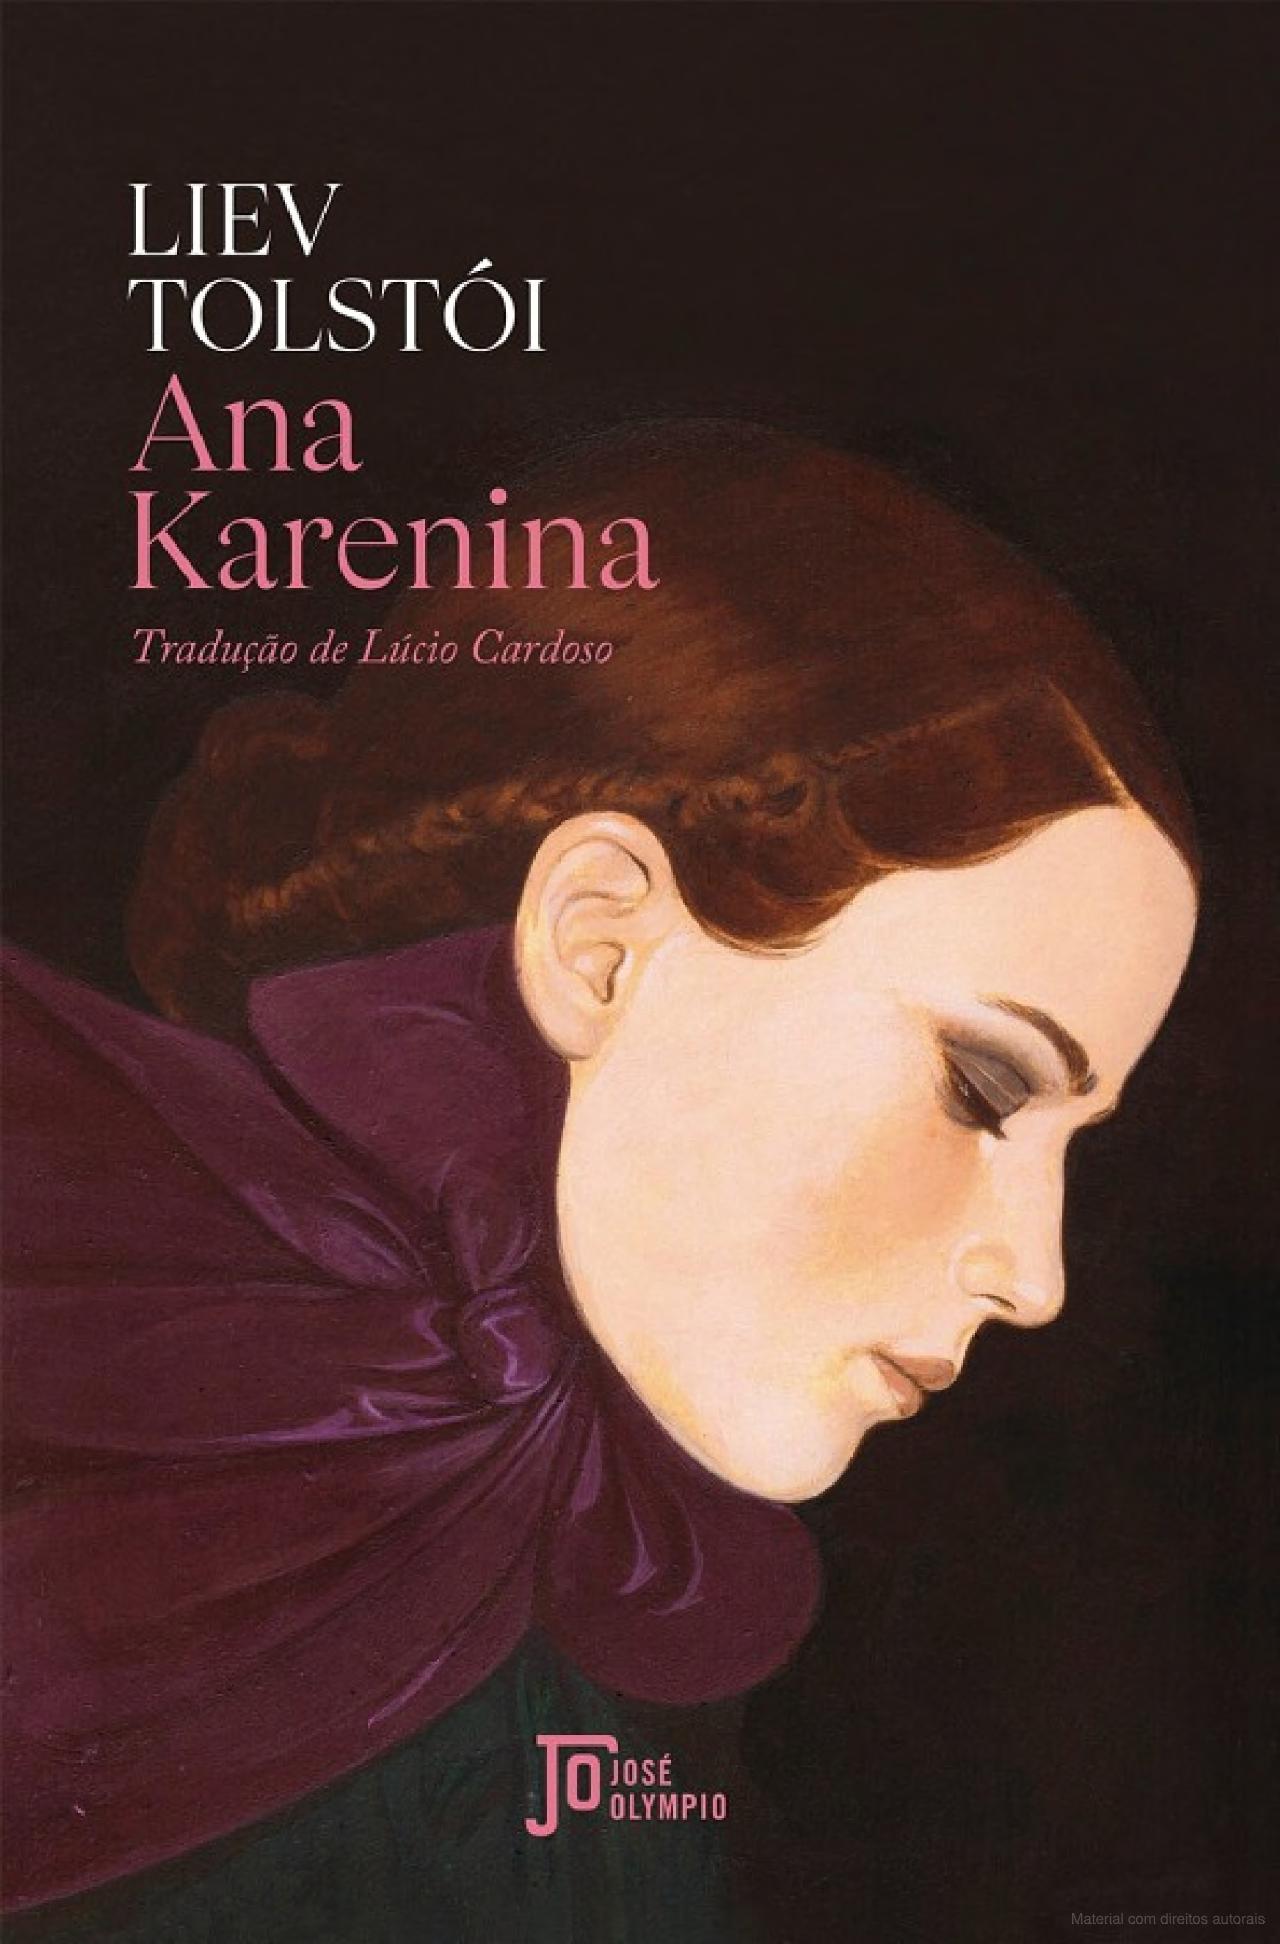 LIEV
TOLSTÓI
Ana
Karenina
Tradução de Lúcio Cardoso
JO JOSÉ
OLYMPIO
Material com direitos autorais